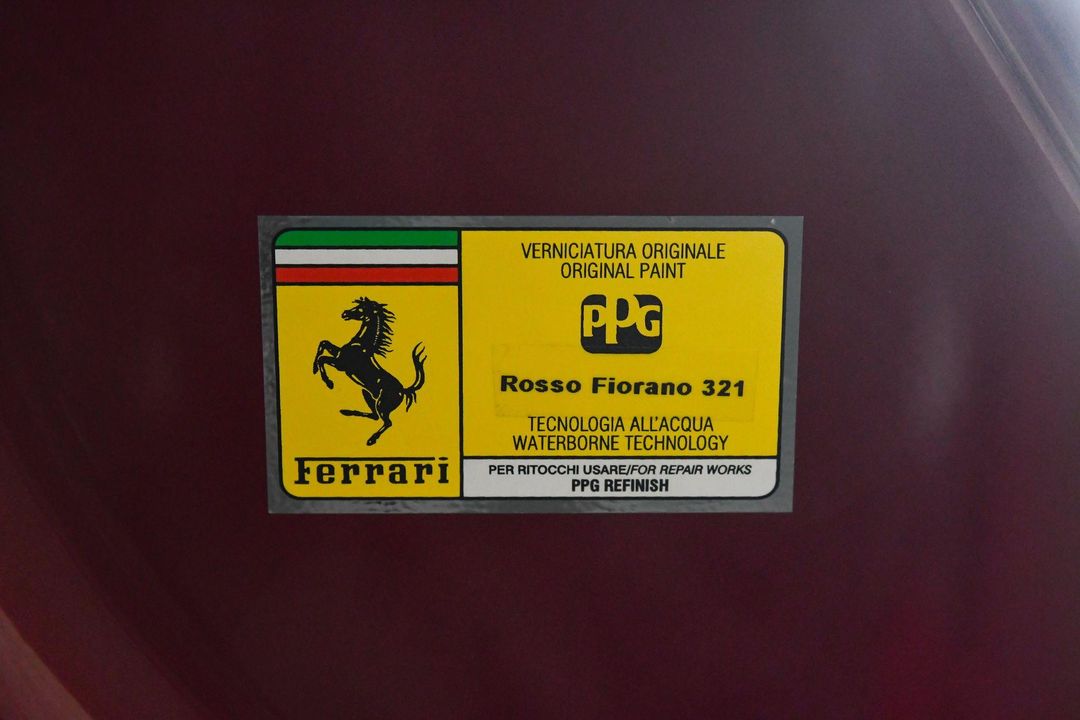 Ferrari
VERNICIATURA ORIGINALE
ORIGINAL PAINT
PPG
Rosso Fiorano 321
TECNOLOGIA ALL'ACQUA
WATERBORNE TECHNOLOGY
PER RITOCCHI USARE/FOR REPAIR WORKS
PPG REFINISH